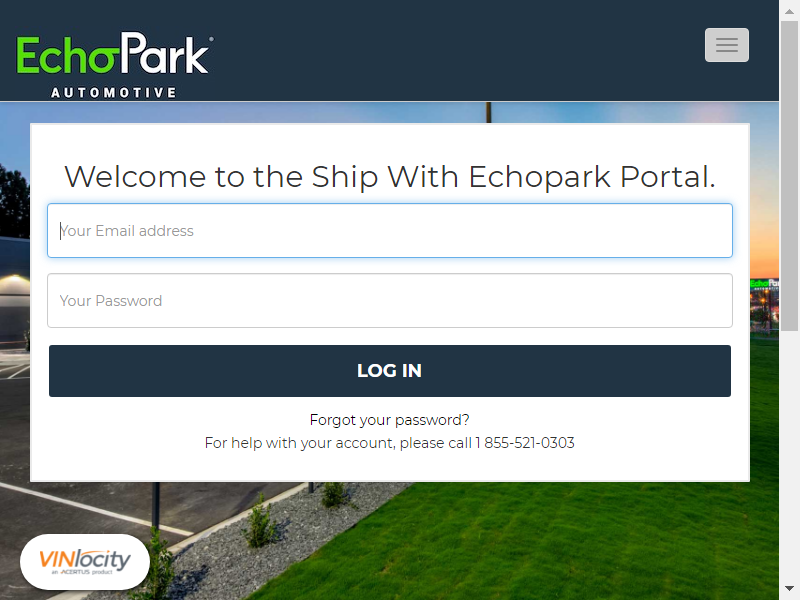 EchoPark
AUTOMOTIVE
Welcome to the Ship With Echopark Portal.
Your Email address
Your Password
LOG IN
Forgot your password?
For help with your account, please call 1 855-521-0303
EchoPark
VINlocity
an ACERTUS product